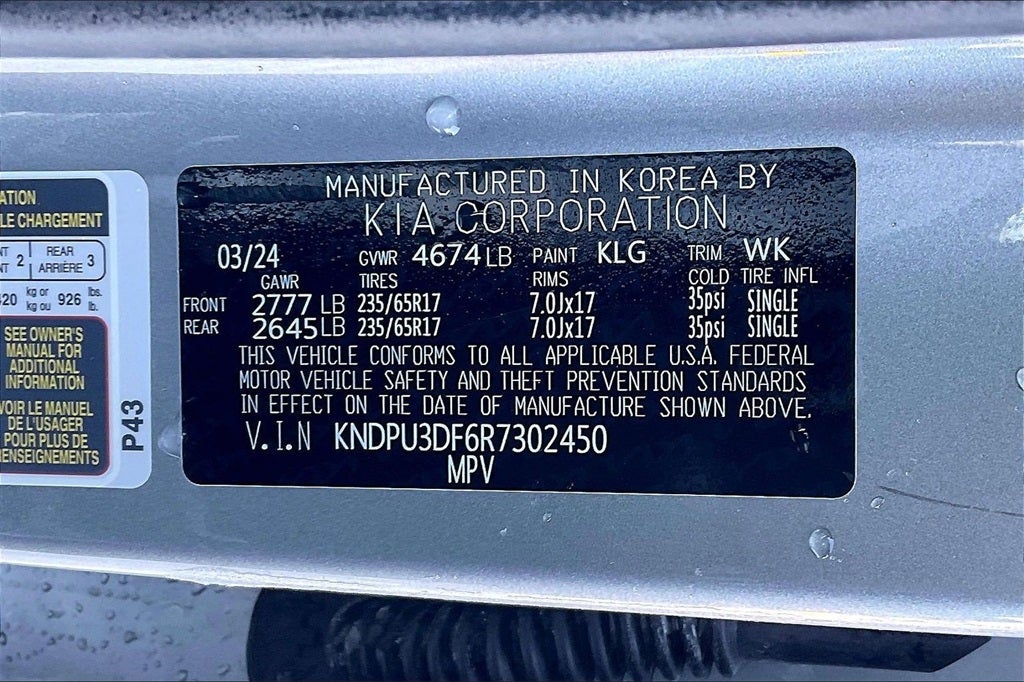 MANUFACTURED IN KOREA BY
KIA CORPORATION
03/24 GVWR 4674 LB PAINT KLG TRIM WK
GAWR TIRES RIMS COLD TIRE INFL
FRONT 2777 LB 235/65R17 7.0Jx17 35psi SINGLE
REAR 2645 LB 235/65R17 7.0Jx17 35psi SINGLE
THIS VEHICLE CONFORMS TO ALL APPLICABLE U.S.A. FEDERAL
MOTOR VEHICLE SAFETY AND THEFT PREVENTION STANDARDS
IN EFFECT ON THE DATE OF MANUFACTURE SHOWN ABOVE.
V.I.N KNDPU3DF6R7302450
MPV
CHARGEMENT
2 REAR 3
ARRIÈRE
kg or 926 lbs.
kg ou lb.
SEE OWNER'S
MANUAL FOR
ADDITIONAL
INFORMATION
VOIR LE MANUEL
DE L'USAGER
POUR PLUS DE
RENSEIGNEMENTS
P43